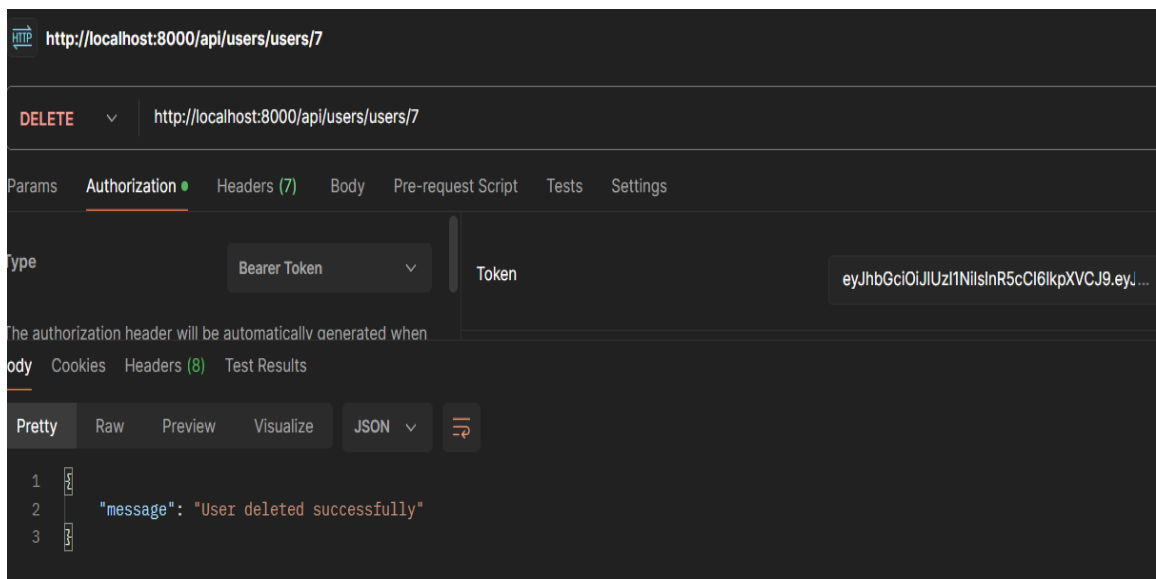 HTTP http://localhost:8000/api/users/users/7
DELETE http://localhost:8000/api/users/users/7
Params Authorization Headers (7) Body Pre-request Script Tests Settings
Type Bearer Token Token eyJhbGciOiJIUzI1NiIsInR5cCI6IkpXVCJ9.eyJ...
The authorization header will be automatically generated when
ody Cookies Headers (8) Test Results
Pretty Raw Preview Visualize JSON
1 {
2 "message": "User deleted successfully"
3 }